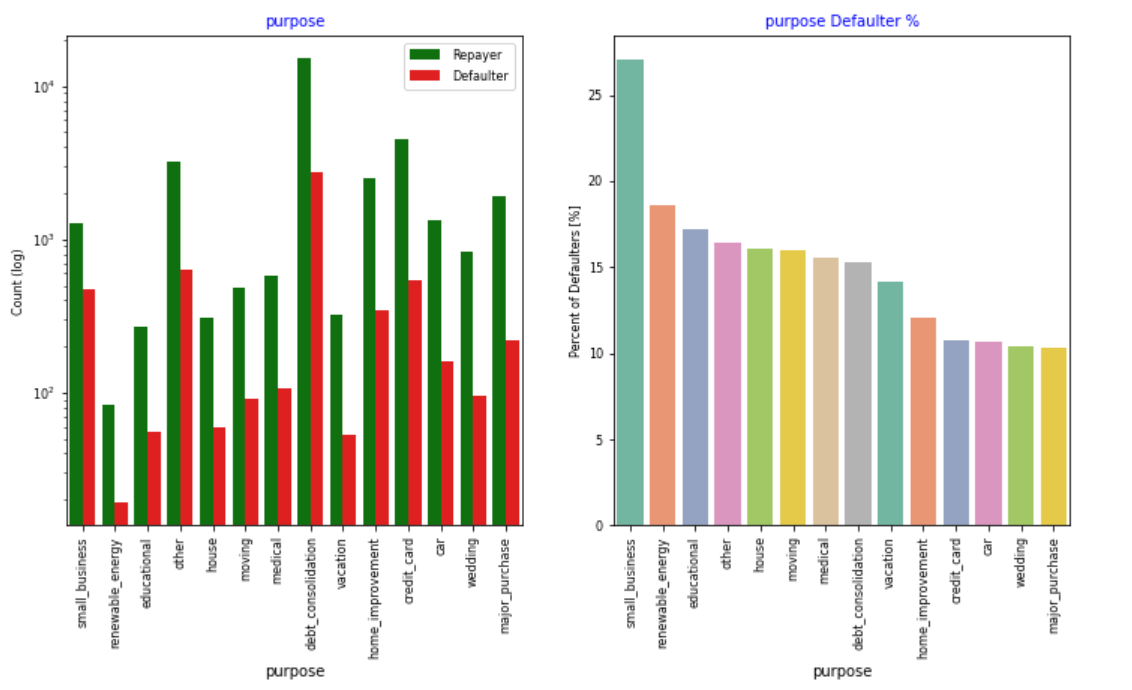 purpose
Count (log)
10^4
10^3
10^2
Repayer
Defaulter
small_business
renewable_energy
educational
other
house
moving
medical
debt_consolidation
vacation
home_improvement
credit_card
car
wedding
major_purchase
purpose
purpose Defaulter %
Percent of Defaulters [%]
25
20
15
10
5
0
small_business
renewable_energy
educational
other
house
moving
medical
debt_consolidation
vacation
home_improvement
credit_card
car
wedding
major_purchase
purpose